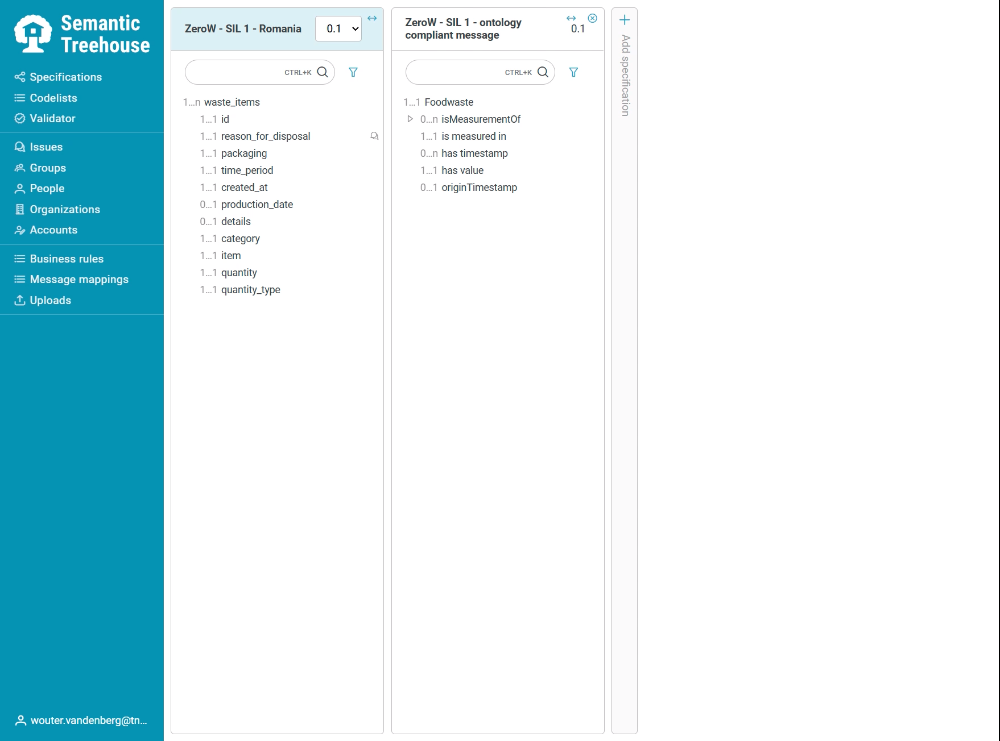 Semantic
Treehouse
Specifications
Codelists
Validator
Issues
Groups
People
Organizations
Accounts
Business rules
Message mappings
Uploads
wouter.vandenberg@tn...
ZeroW - SIL 1 - Romania
0.1
CTRL+K
1...n waste_items
1...1 id
1...1 reason_for_disposal
1...1 packaging
1...1 time_period
1...1 created_at
0...1 production_date
0...1 details
1...1 category
1...1 item
1...1 quantity
1...1 quantity_type
ZeroW - SIL 1 - ontology
compliant message
0.1
CTRL+K
1...1 Foodwaste
0...n isMeasurementOf
1...1 is measured in
0...n has timestamp
1...1 has value
0...1 originTimestamp
Add specification